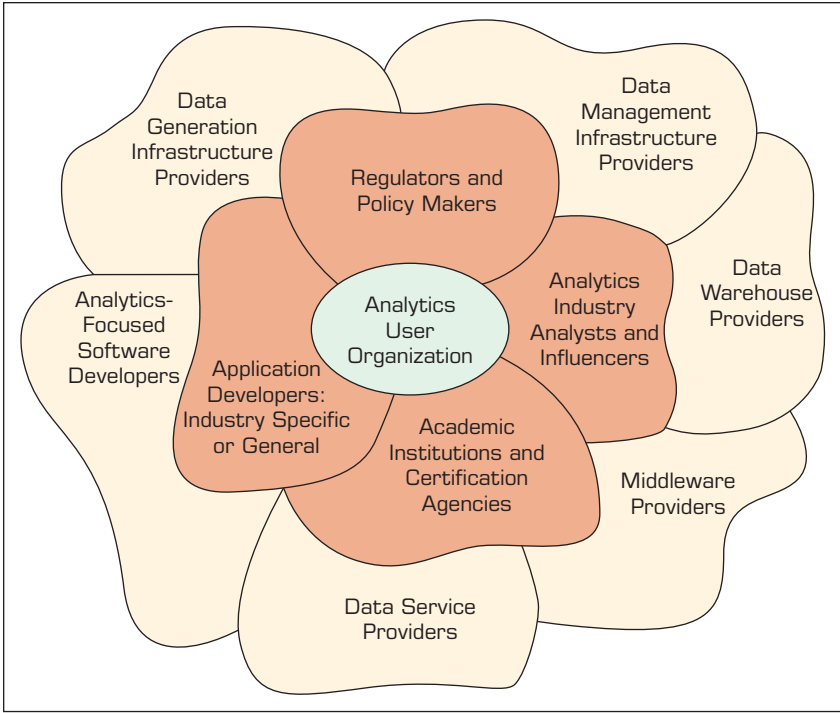 Data
Generation
Infrastructure
Providers
Data
Management
Infrastructure
Providers
Regulators and
Policy Makers
Data
Warehouse
Providers
Analytics
Industry
Analysts and
Influencers
Analytics
User
Organization
Analytics-
Focused
Software
Developers
Application
Developers:
Industry Specific
or General
Academic
Institutions and
Certification
Agencies
Middleware
Providers
Data Service
Providers